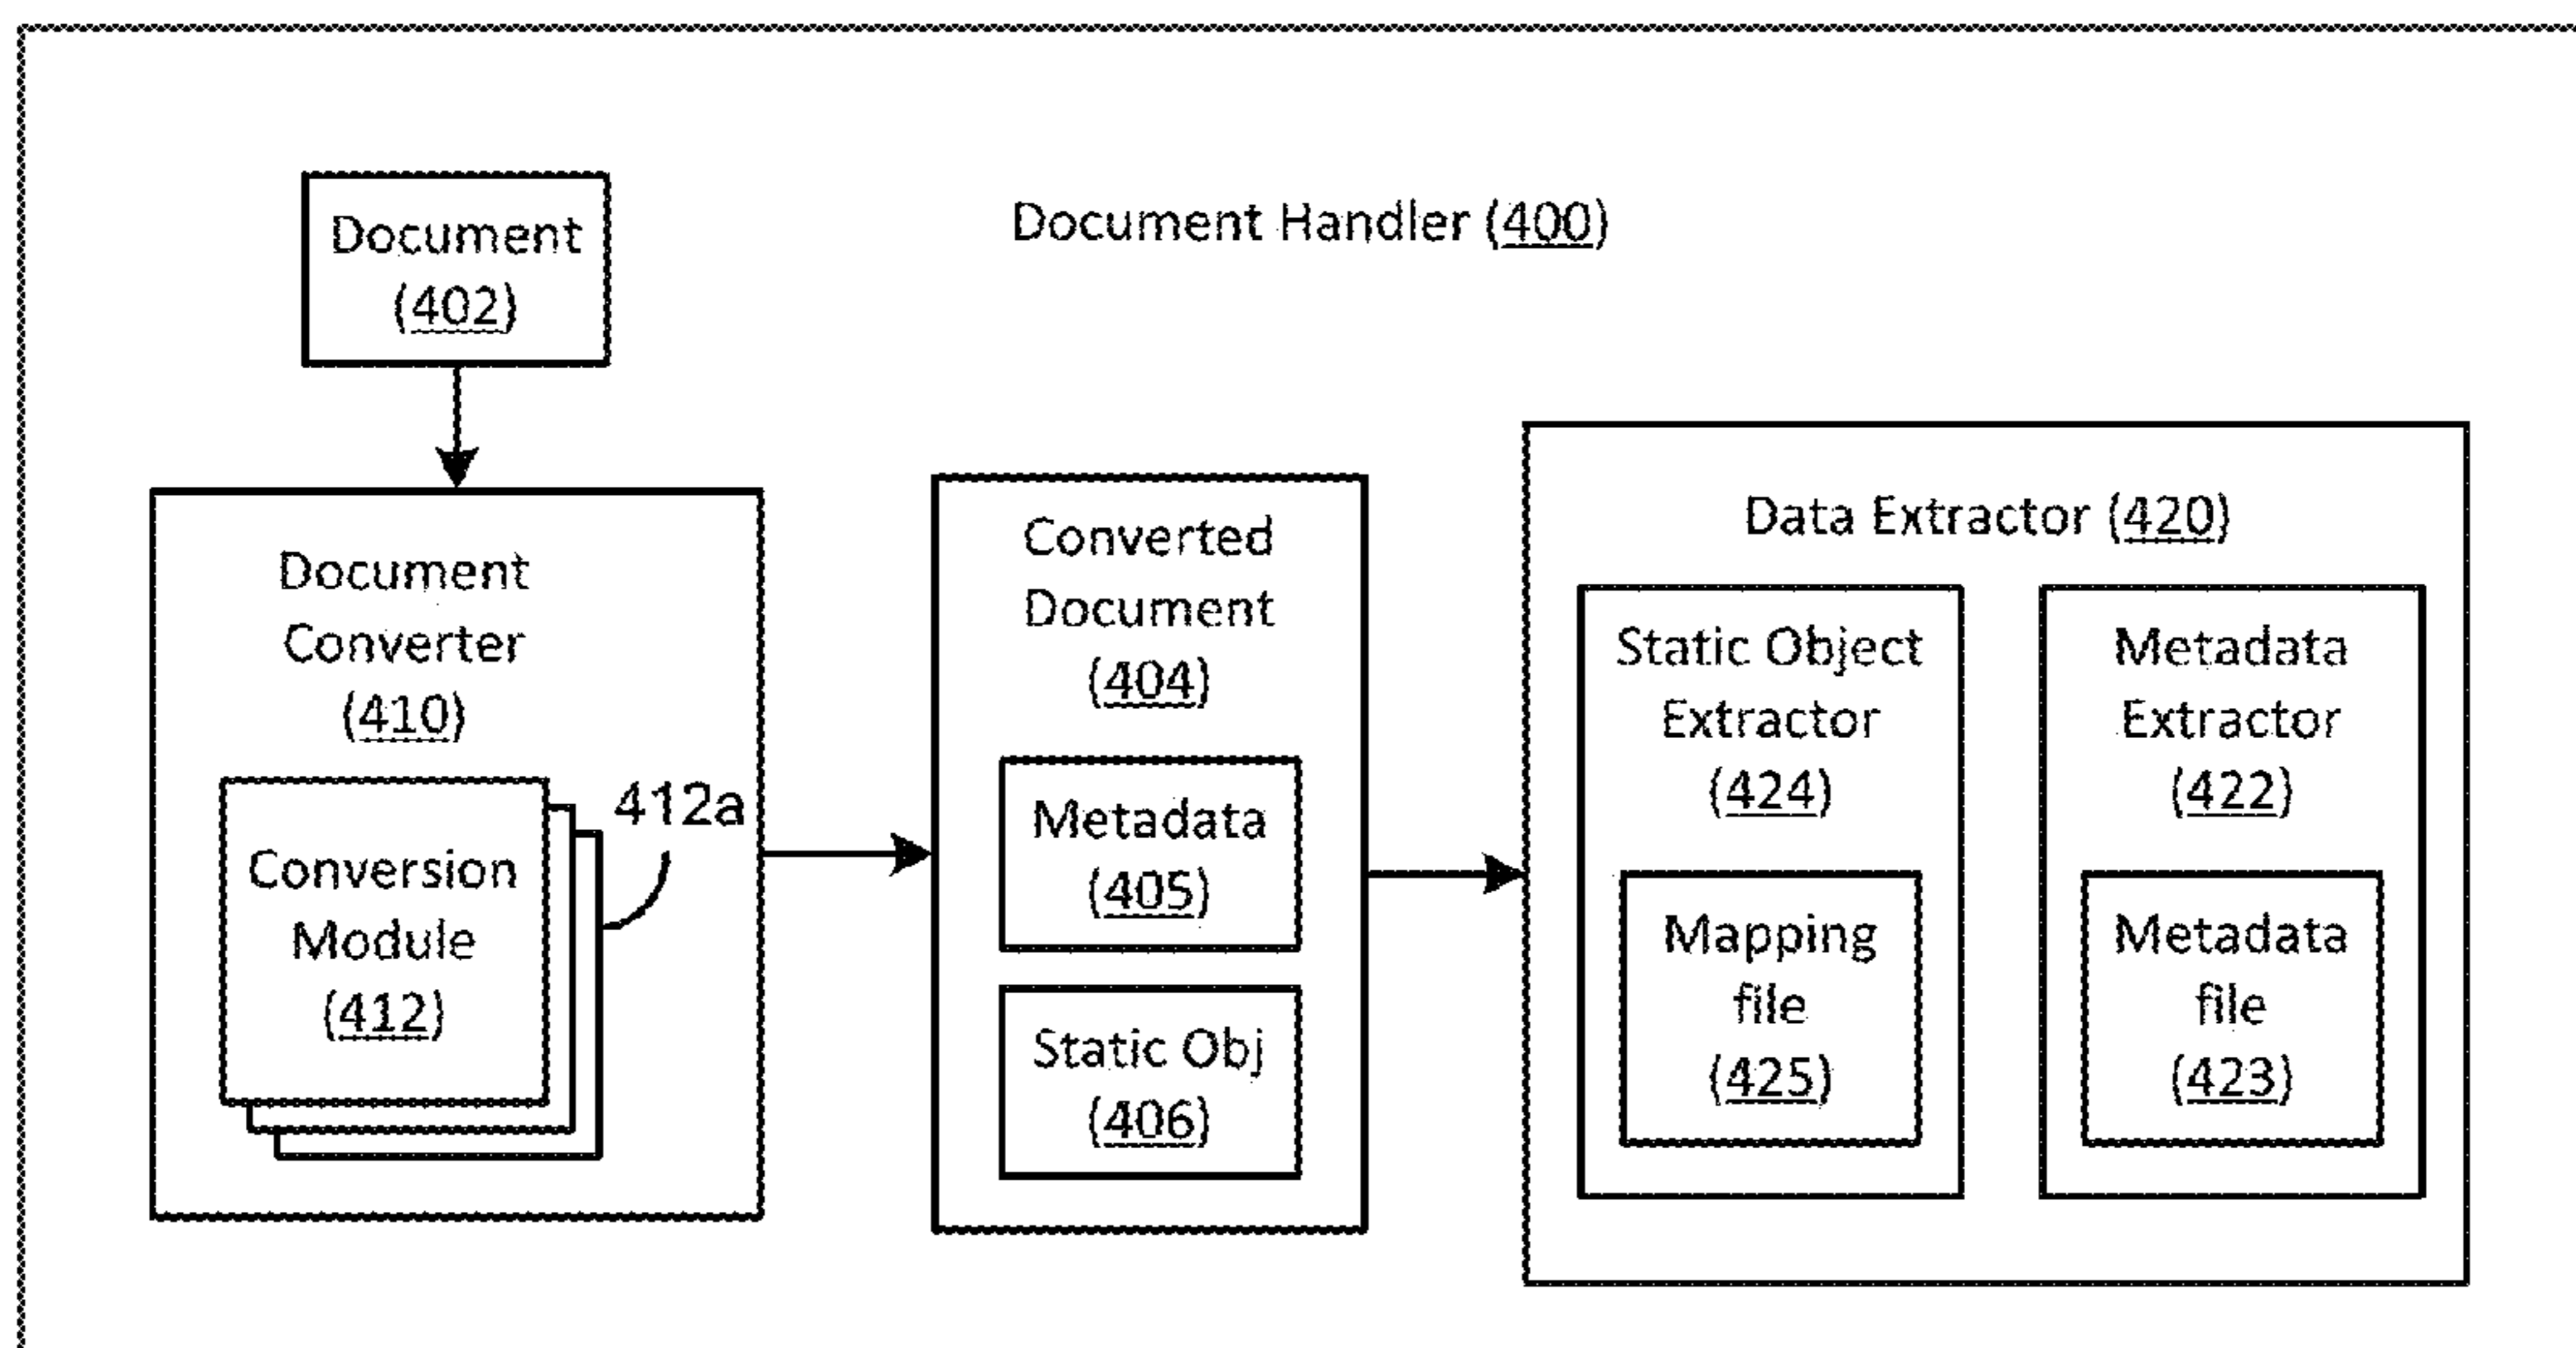 Document Handler (400)
Document
(402)
Document
Converter
(410)
412a
Conversion
Module
(412)
Converted
Document
(404)
Metadata
(405)
Static Obj
(406)
Data Extractor (420)
Static Object
Extractor
(424)
Mapping
file
(425)
Metadata
Extractor
(422)
Metadata
file
(423)